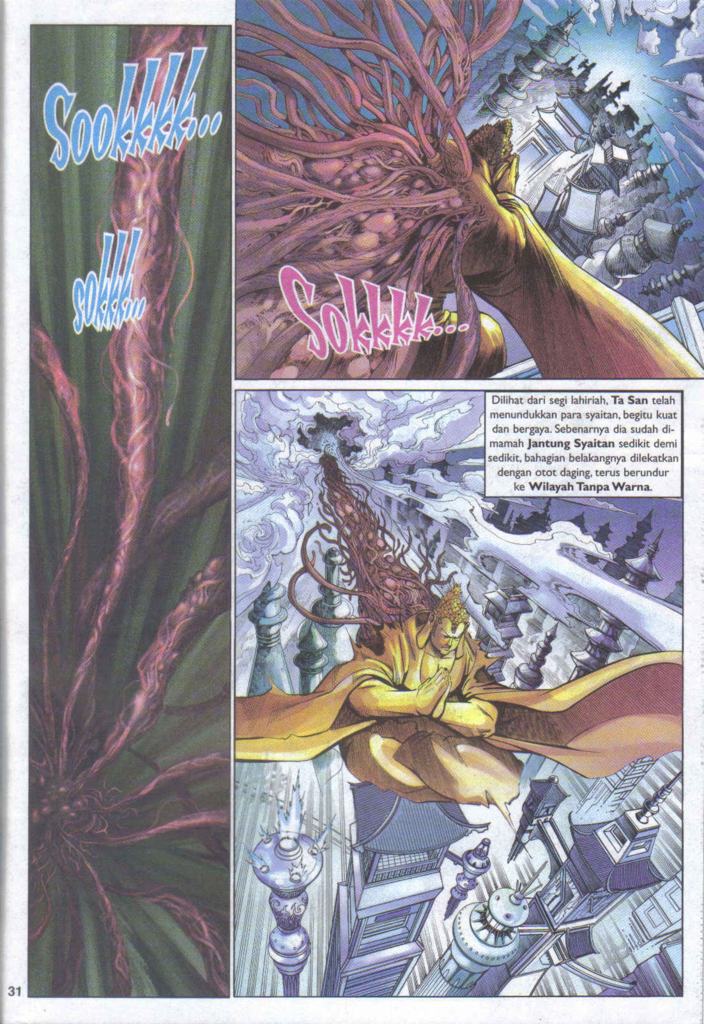 Sookkkk...
sokkk...
Sokkkk...
Dilihat dari segi lahiriah, Ta San telah
menundukkan para syaitan, begitu kuat
dan bergaya. Sebenarnya dia sudah di-
mamah Jantung Syaitan sedikit demi
sedikit, bahagian belakangnya dilekatkan
dengan otot daging, terus berundur
ke Wilayah Tanpa Warna.
31